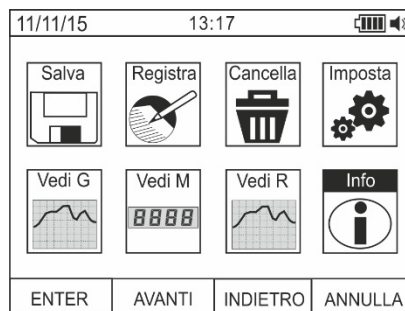 11/11/15 13:17
Salva Registra Cancella Imposta
Vedi G Vedi M Vedi R Info
8888
ENTER AVANTI INDIETRO ANNULLA